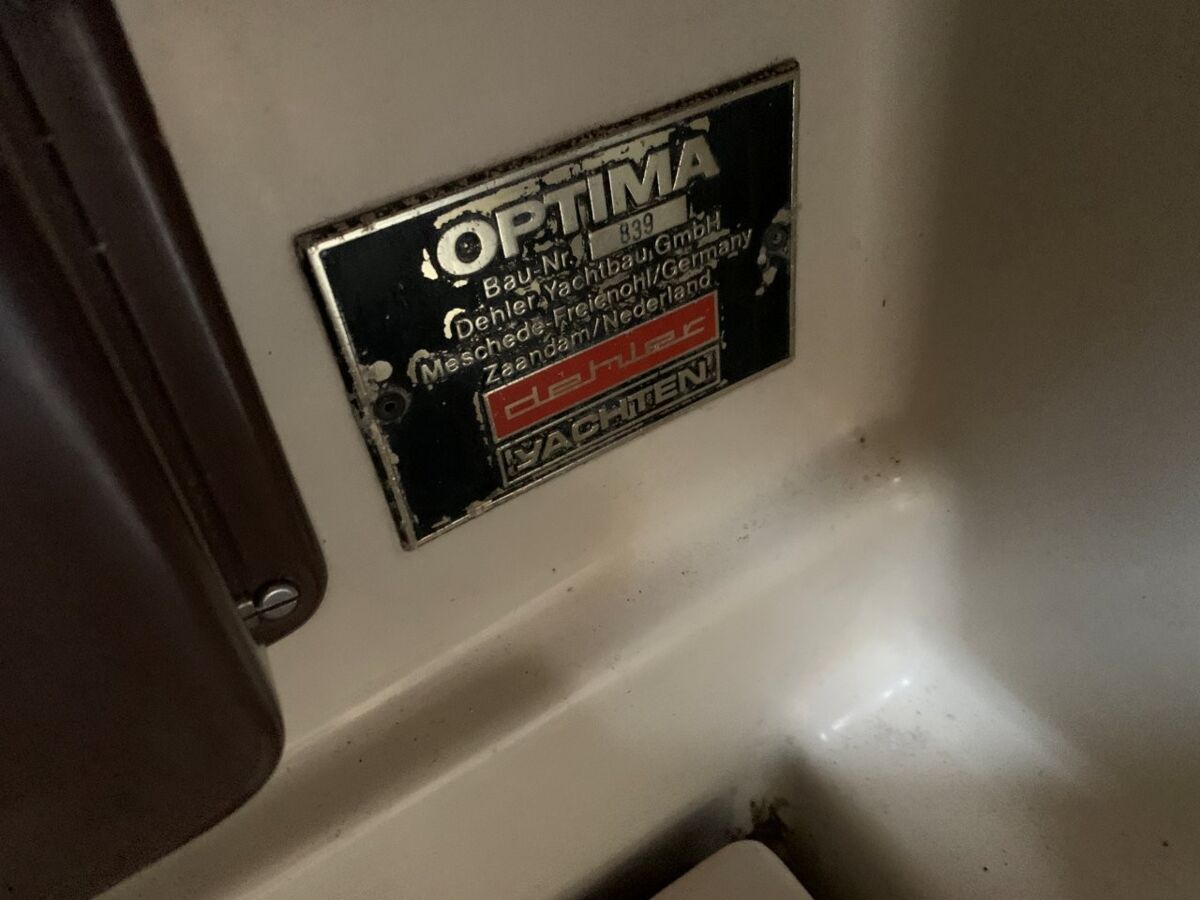 OPTIMA
Bau-Nr. 839
Dehler Yachtbau GmbH
Meschede-Freienohl/Germany
Zaandam/Nederland
dehler
YACHTEN